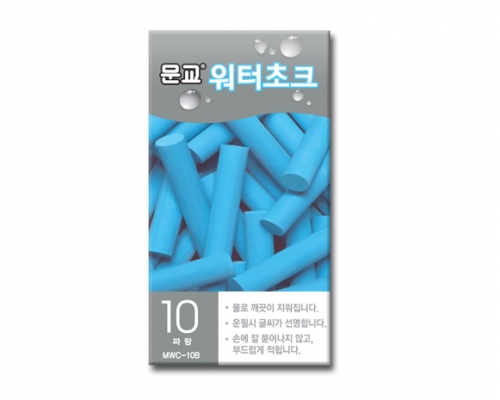 문교® 워터초크
10
파 랑
MWC-10B
• 물로 깨끗이 지워집니다.
• 운필시 글씨가 선명합니다.
• 손에 잘 묻어나지 않고,
부드럽게 적힙니다.